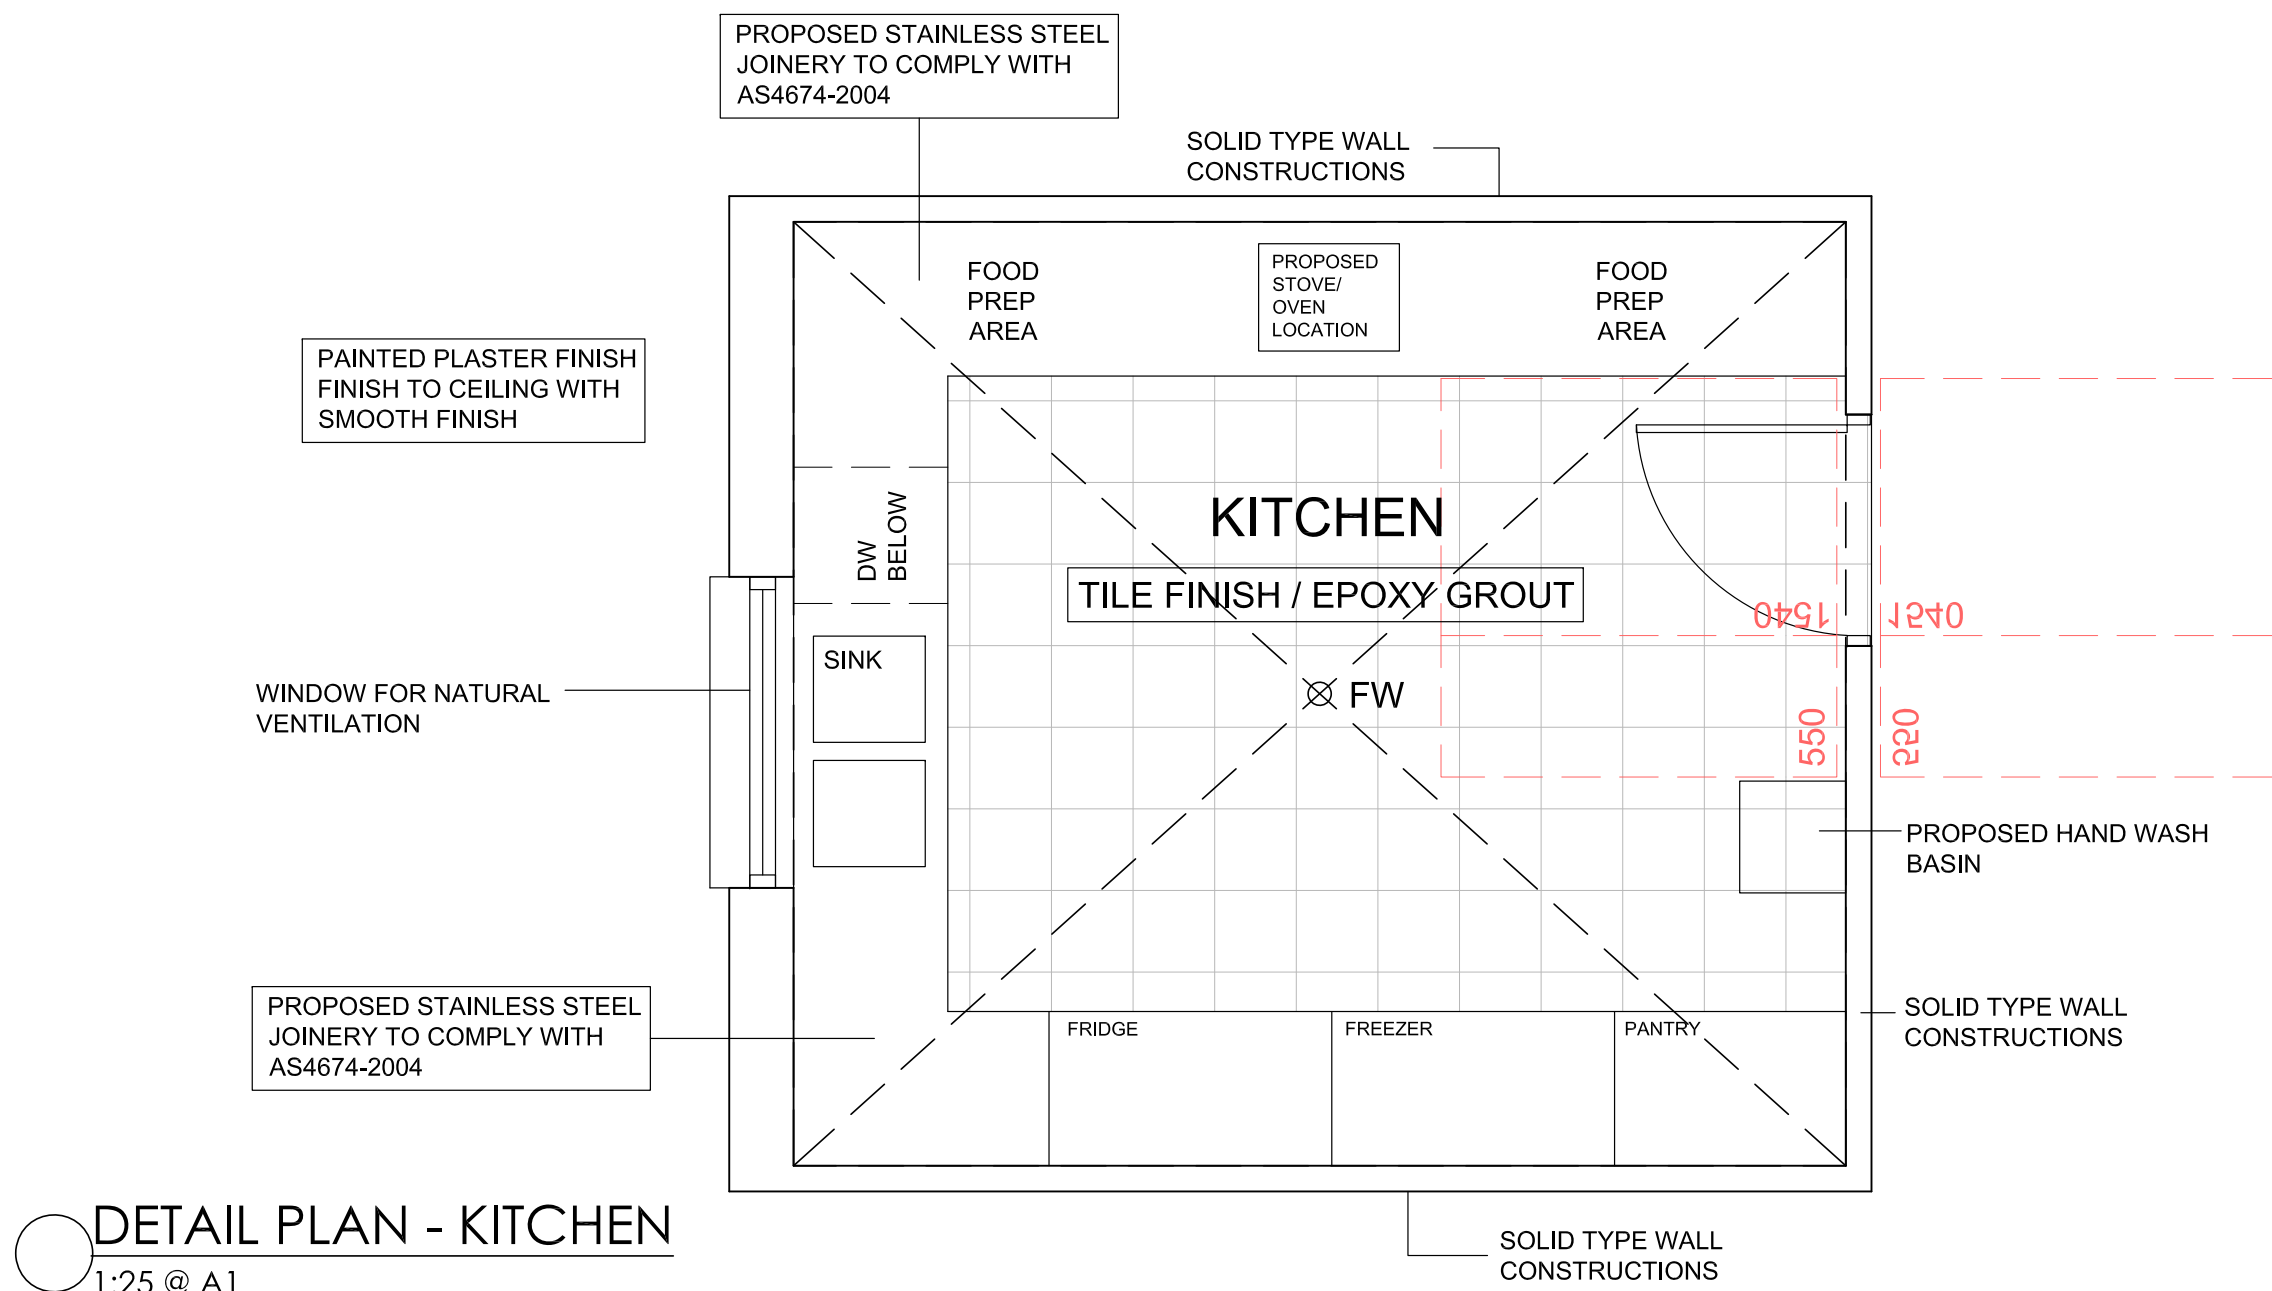 PROPOSED STAINLESS STEEL
JOINERY TO COMPLY WITH
AS4674-2004
SOLID TYPE WALL
CONSTRUCTIONS
FOOD
PREP
AREA
PROPOSED
STOVE/
OVEN
LOCATION
FOOD
PREP
AREA
PAINTED PLASTER FINISH
FINISH TO CEILING WITH
SMOOTH FINISH
DW
BELOW
KITCHEN
TILE FINISH / EPOXY GROUT
1540
1540
SINK
WINDOW FOR NATURAL
VENTILATION
FW
550
550
PROPOSED HAND WASH
BASIN
PROPOSED STAINLESS STEEL
JOINERY TO COMPLY WITH
AS4674-2004
FRIDGE
FREEZER
PANTRY
SOLID TYPE WALL
CONSTRUCTIONS
DETAIL PLAN - KITCHEN
1:25 @ A1
SOLID TYPE WALL
CONSTRUCTIONS